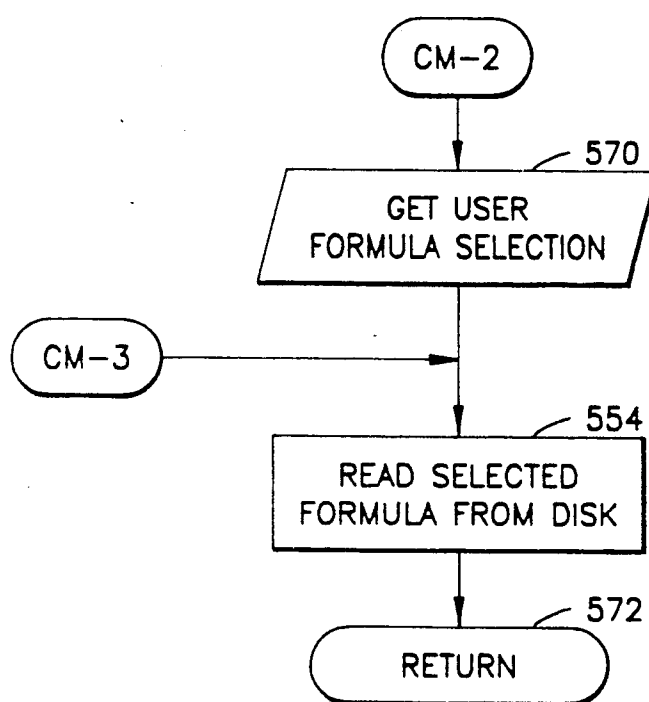 CM-2
570
GET USER
FORMULA SELECTION
CM-3
554
READ SELECTED
FORMULA FROM DISK
572
RETURN